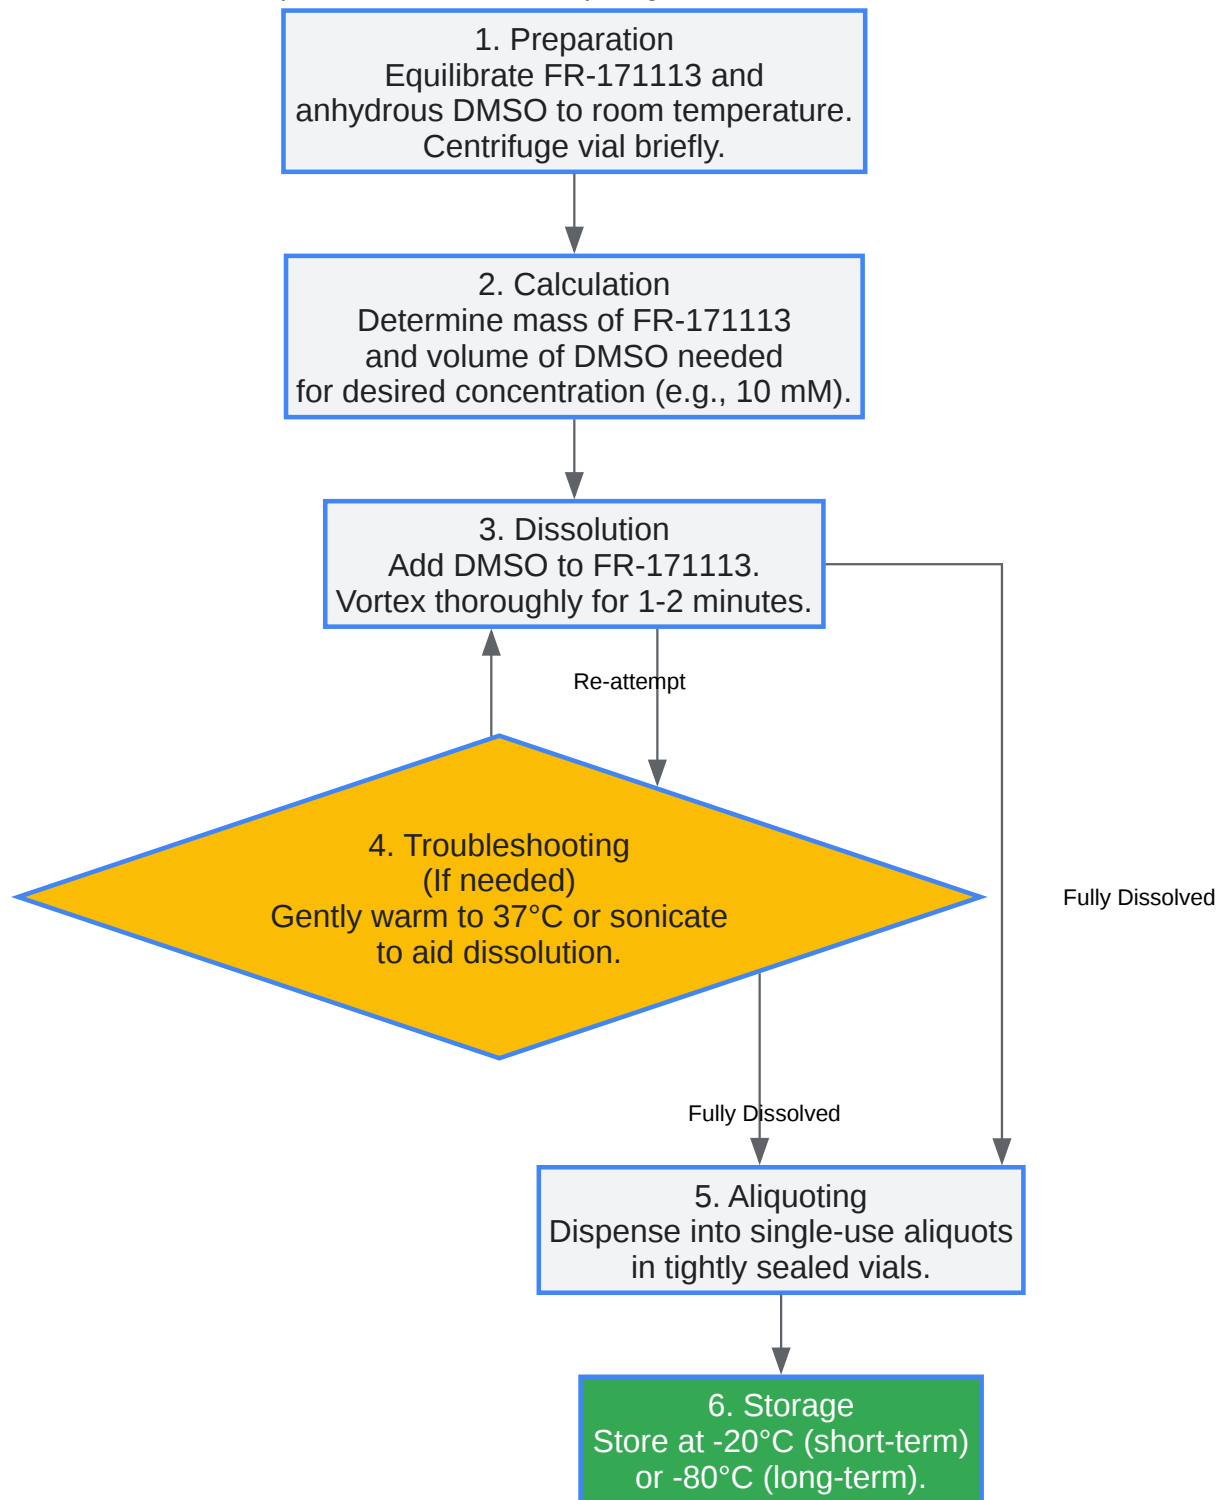 1. Preparation
Equilibrate FR-171113 and
anhydrous DMSO to room temperature.
Centrifuge vial briefly.
2. Calculation
Determine mass of FR-171113
and volume of DMSO needed
for desired concentration (e.g., 10 mM).
3. Dissolution
Add DMSO to FR-171113.
Vortex thoroughly for 1-2 minutes.
Re-attempt
4. Troubleshooting
(If needed)
Gently warm to 37°C or sonicate
to aid dissolution.
Fully Dissolved
Fully Dissolved
5. Aliquoting
Dispense into single-use aliquots
in tightly sealed vials.
6. Storage
Store at -20°C (short-term)
or -80°C (long-term).